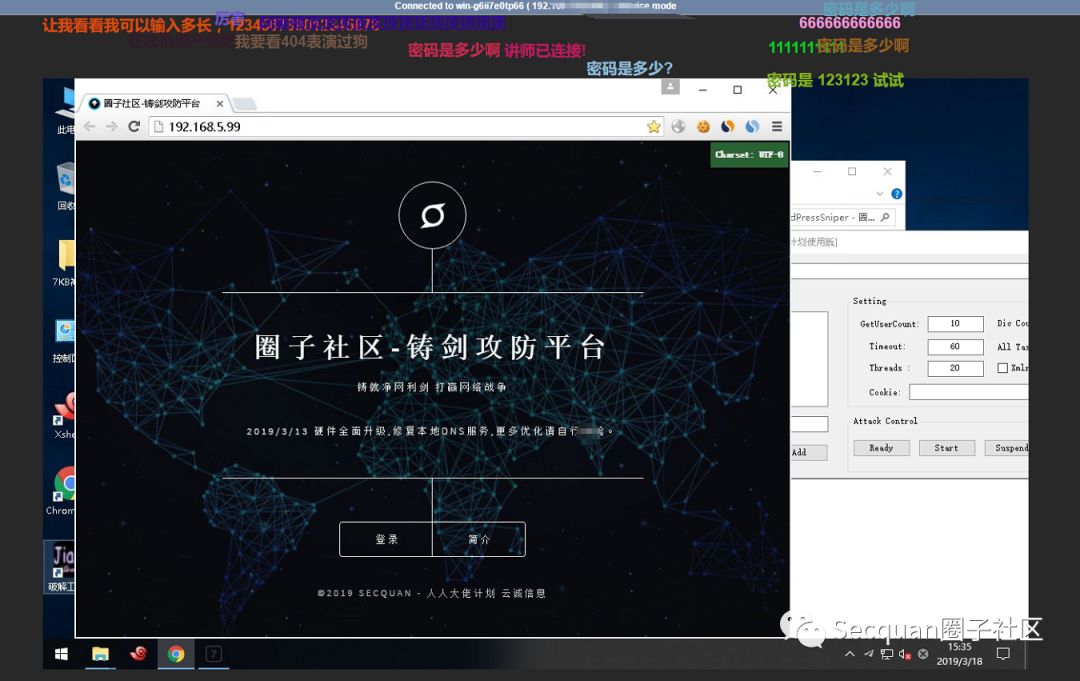 Connected to win-g6ii7e0tp66 ( 192.
mode
让我看看我可以输入多长，
厉害
密码是多少啊
666666666666
我要看404表演过狗
密码是多少啊 讲师已连接!
密码是多少啊
密码是多少?
密码是 123123 试试
圈子社区-铸剑攻防平台
192.168.5.99
Charset: UTF-8
此电
回收
7KB
控制面
Xshe
Chrom
破解工
dPressSniper - 圈...
计划使用版]
圈子社区-铸剑攻防平台
铸就净网利剑 打赢网络战争
2019/3/13 硬件全面升级,修复本地DNS服务,更多优化请自行
登录
简介
©2019 SECQUAN - 人人大佬计划 云诚信息
Setting
GetUserCount: 10 Dic Cou
Timeout: 60 All Tas
Threads : 20 Xmlr
Cookie:
Attack Control
Add
Ready
Start
Suspend
Secquan圈子社区
15:35
2019/3/18